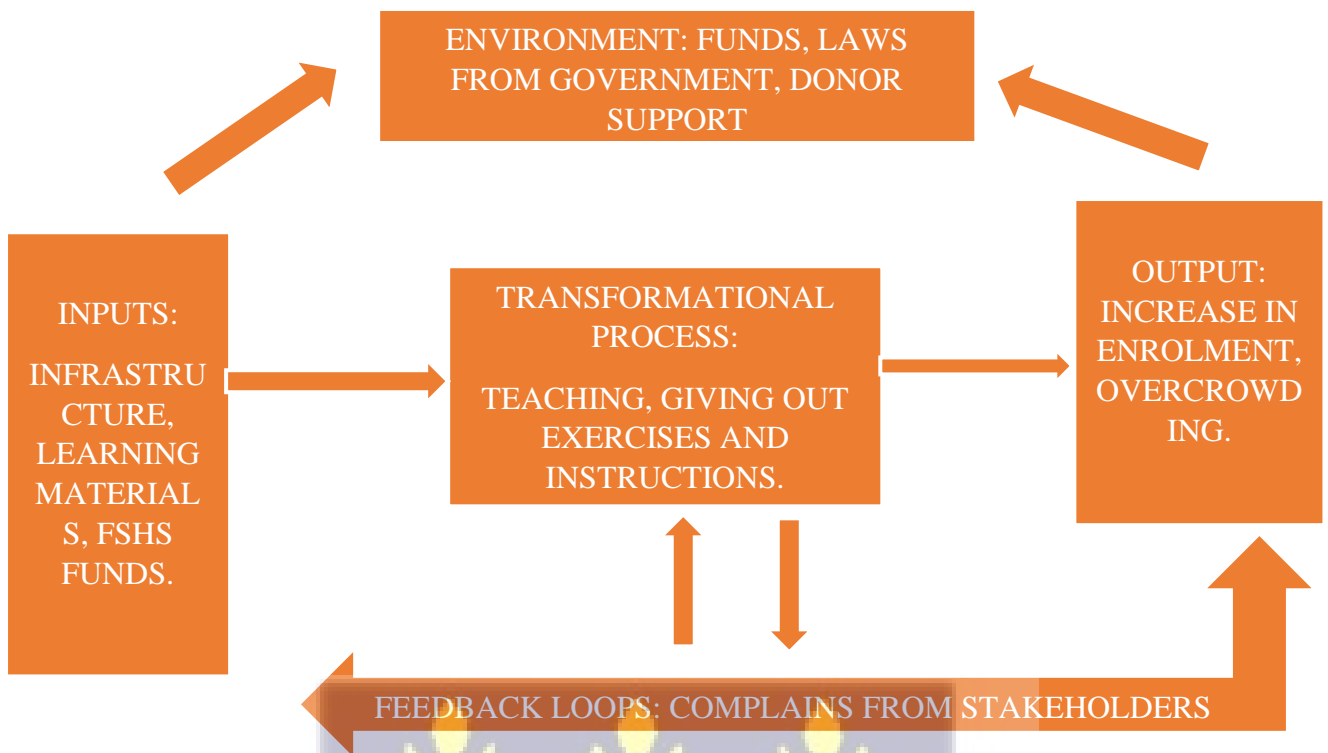 ENVIRONMENT: FUNDS, LAWS
FROM GOVERNMENT, DONOR
SUPPORT
INPUTS:
INFRASTRU
CTURE,
LEARNING
MATERIAL
S, FSHS
FUNDS.
TRANSFORMATIONAL
PROCESS:
TEACHING, GIVING OUT
EXERCISES AND
INSTRUCTIONS.
OUTPUT:
INCREASE IN
ENROLMENT,
OVERCROWD
ING.
FEEDBACK LOOPS: COMPLAINS FROM STAKEHOLDERS